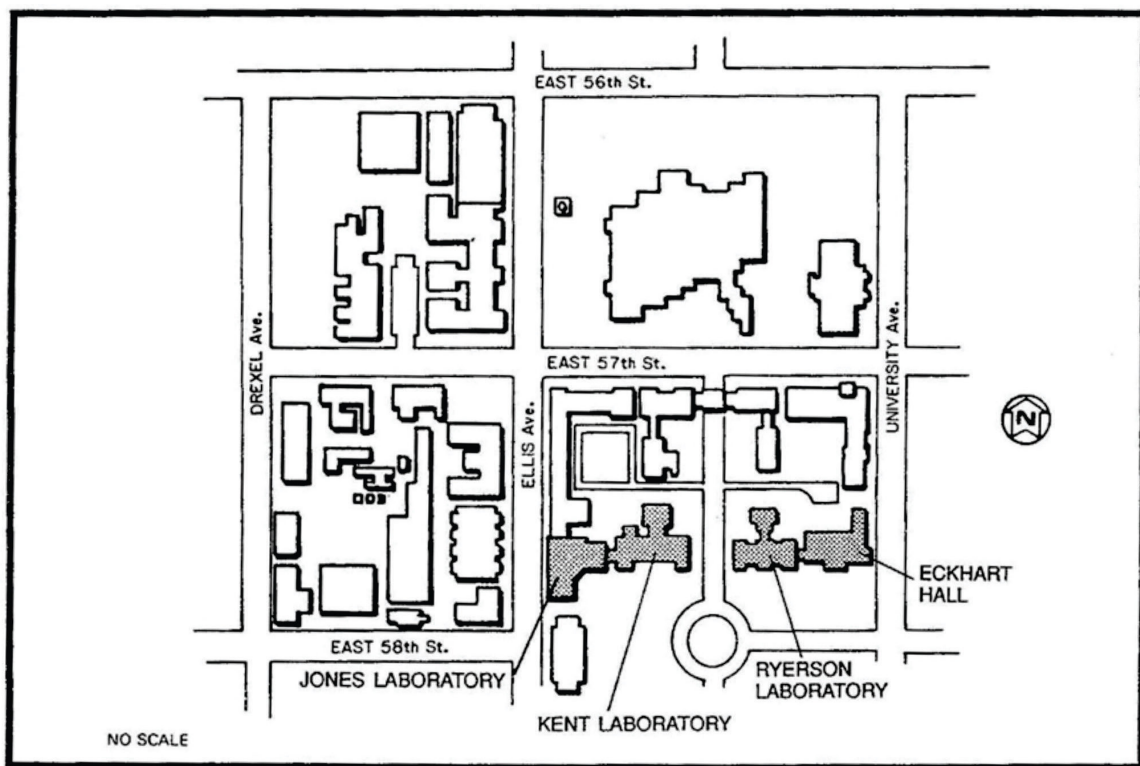 EAST 56th St.
DREXEL Ave.
EAST 57th St.
UNIVERSITY Ave.
ELLIS Ave.
N
ECKHART
HALL
EAST 58th St.
JONES LABORATORY
RYERSON
LABORATORY
KENT LABORATORY
NO SCALE